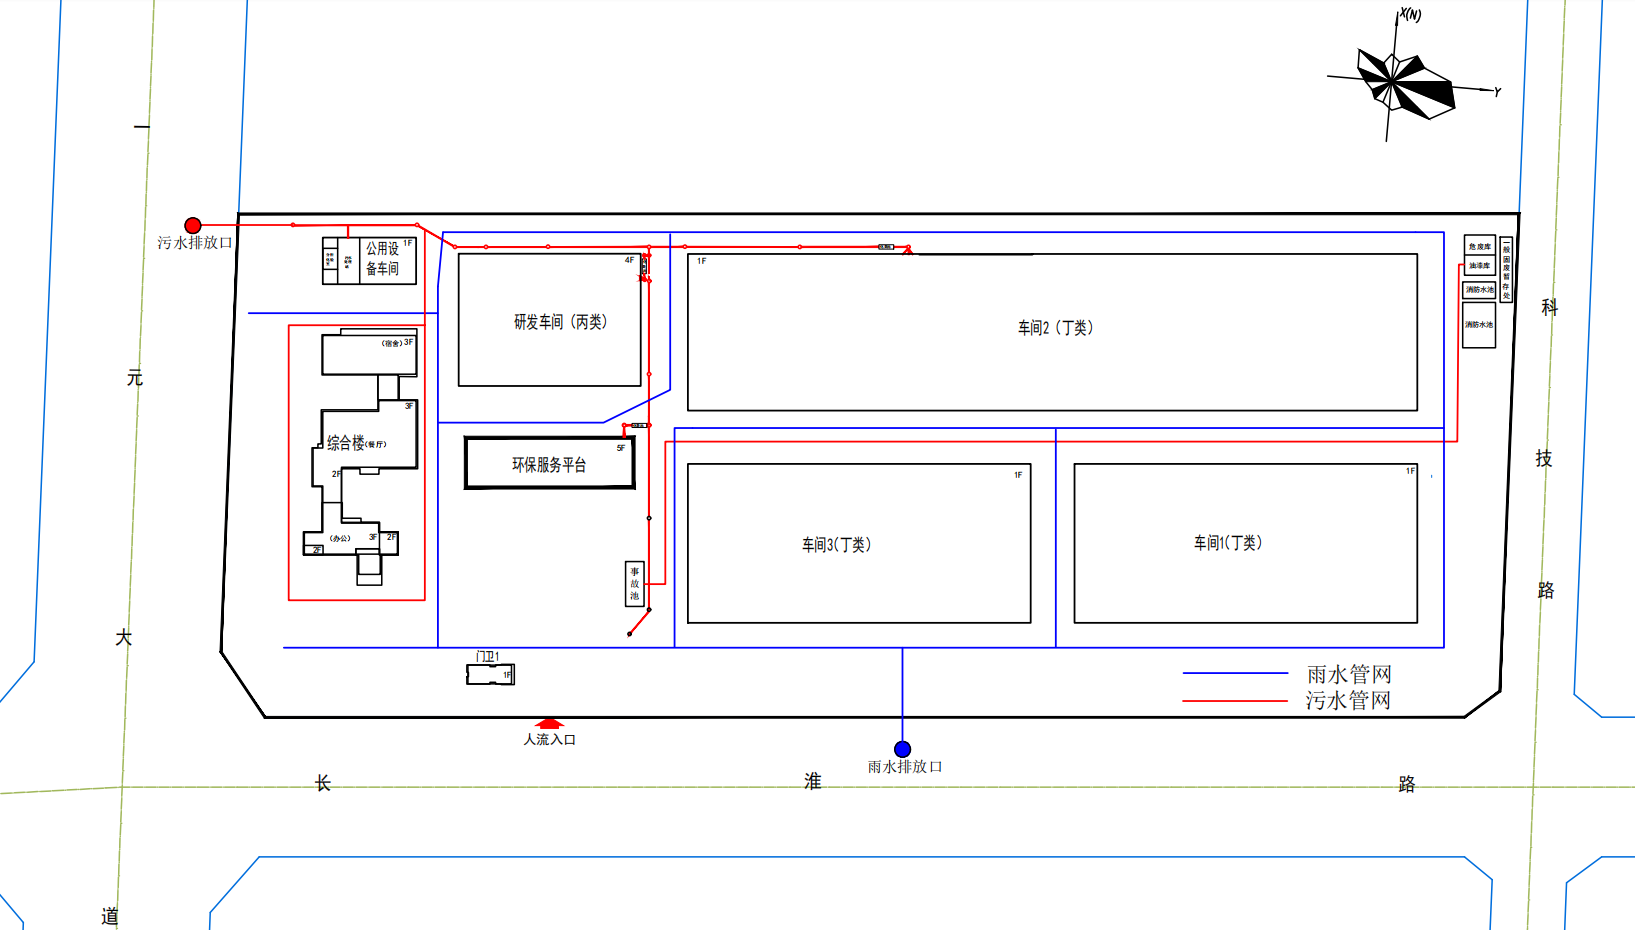 X(N)
Y
一
元
大
道
科
技
路
长
淮
路
污水排放口
公用设
备车间
1F
4F
研发车间（丙类）
1F
车间2（丁类）
危废库
油漆库
消防水池
消防水池
一般固废暂存处
（宿舍）3F
3F
综合楼（餐厅）
2F
（办公）
3F
2F
2F
5F
环保服务平台
事故池
1F
车间3（丁类）
1F
车间1（丁类）
门卫1
1F
人流入口
雨水排放口
雨水管网
污水管网